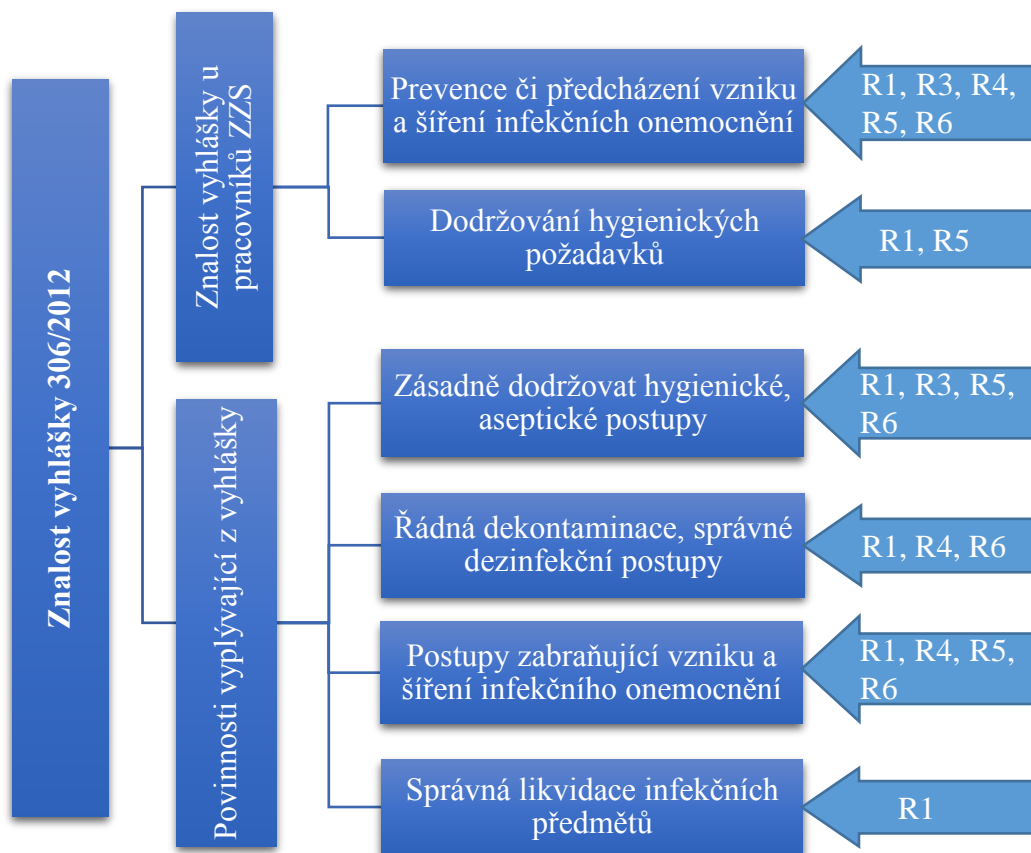 Znalost vyhlášky 306/2012
Znalost vyhlášky u
pracovníků ZZS
Prevence či předcházení vzniku
a šíření infekčních onemocnění
R1, R3, R4,
R5, R6
Dodržování hygienických
požadavků
R1, R5
Povinnosti vyplývající z vyhlášky
Zásadně dodržovat hygienické,
aseptické postupy
R1, R3, R5,
R6
Řádná dekontaminace, správné
dezinfekční postupy
R1, R4, R6
Postupy zabraňující vzniku a
šíření infekčního onemocnění
R1, R4, R5,
R6
Správná likvidace infekčních
předmětů
R1